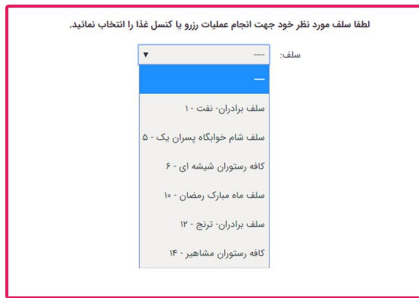 لطفا سلف مورد نظر خود جهت انجام عملیات رزرو یا کنسل غذا را انتخاب نمائید.
سلف: ----
----
سلف برادران- نفت - ۱
سلف شام خوابگاه پسران یک - ۵
کافه رستوران شیشه ای - ۶
سلف ماه مبارک رمضان - ۱۰
سلف برادران- ترنج - ۱۲
کافه رستوران مشاهیر - ۱۴